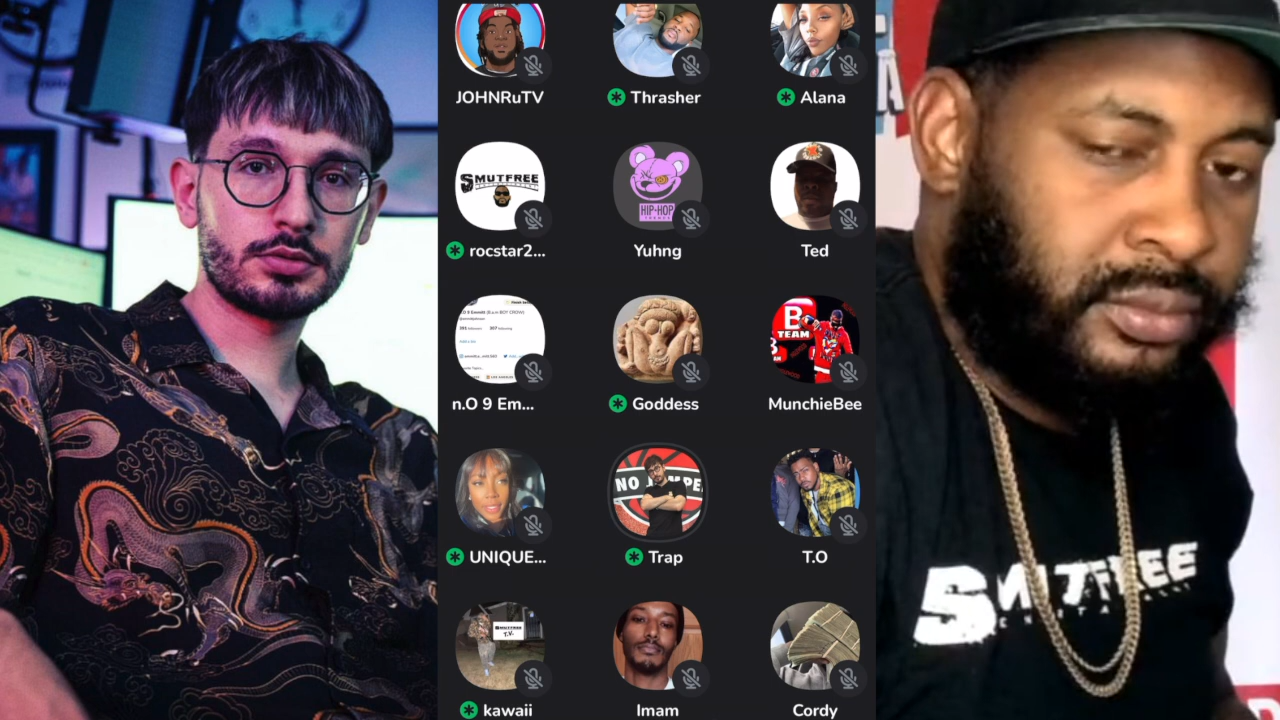 JOHNRuTV
Thrasher
Alana
SMUTFREE
HIP-HOP
rocstar2...
Yuhng
Ted
B
TEAM
n.O 9 Em...
Goddess
MunchieBee
NO
UNIQUE...
Trap
T.O
SMUTFREE
T.V.
kawaii
Imam
Cordy
SMUTFREE